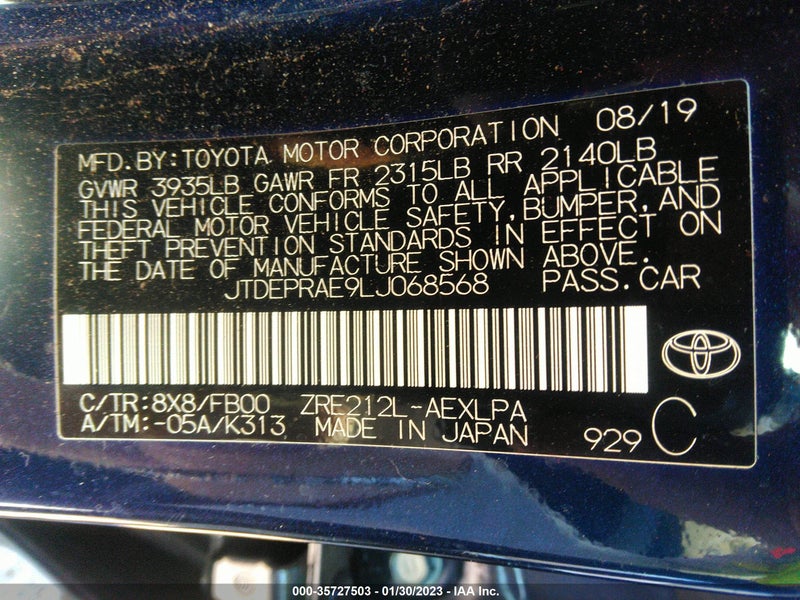 MFD.BY:TOYOTA MOTOR CORPORATION 08/19
GVWR 3935LB GAWR FR 2315LB RR 2140LB
THIS VEHICLE CONFORMS TO ALL APPLICABLE
FEDERAL MOTOR VEHICLE SAFETY,BUMPER,AND
THEFT PREVENTION STANDARDS IN EFFECT ON
THE DATE OF MANUFACTURE SHOWN ABOVE.
JTDEPRAE9LJ068568 PASS.CAR
C/TR:8X8/FB00 ZRE212L-AEXLPA
A/TM:-05A/K313 MADE IN JAPAN 929 C
000-35727503 - 01/30/2023 - IAA Inc.